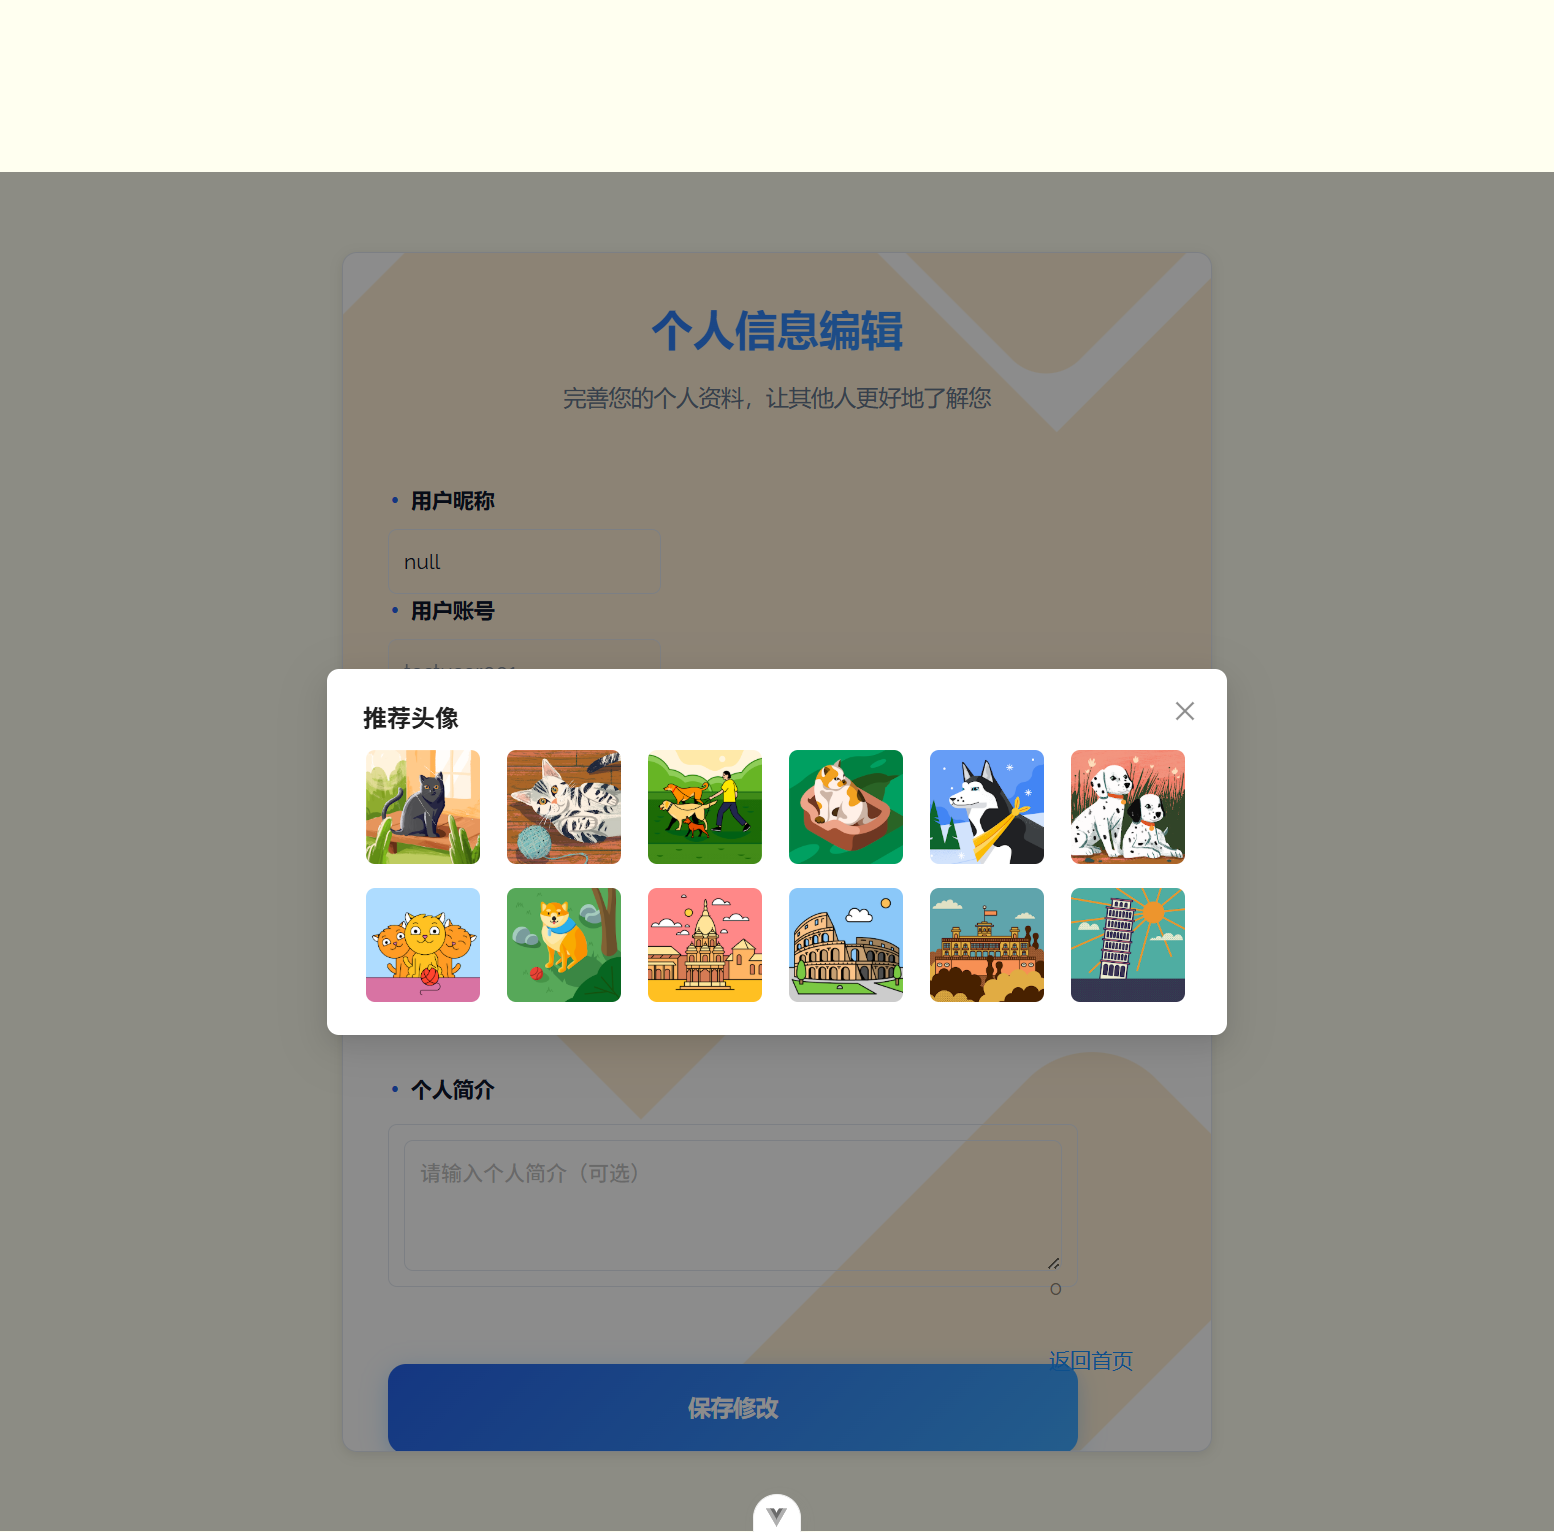 个人信息编辑
完善您的个人资料，让其他人更好地了解您
• 用户昵称
null
• 用户账号
推荐头像
• 个人简介
请输入个人简介（可选）
0
返回首页
保存修改